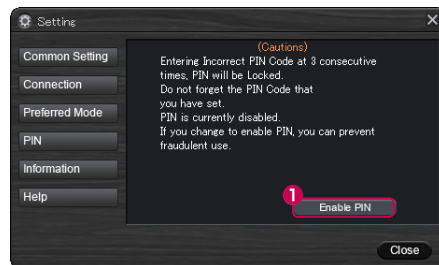 Setting
Common Setting
Connection
Preferred Mode
PIN
Information
Help
(Cautions)
Entering Incorrect PIN Code at 3 consecutive
times, PIN will be Locked.
Do not forget the PIN Code that
you have set.
PIN is currently disabled.
If you change to enable PIN, you can prevent
fraudulent use.
1
Enable PIN
Close